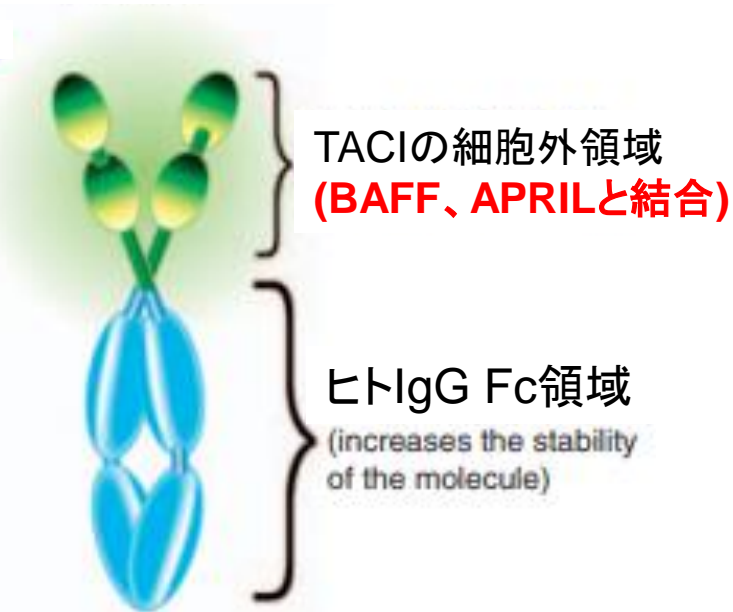 TACIの細胞外領域
(BAFF、APRILと結合)
ヒトIgG Fc領域
(increases the stability
of the molecule)